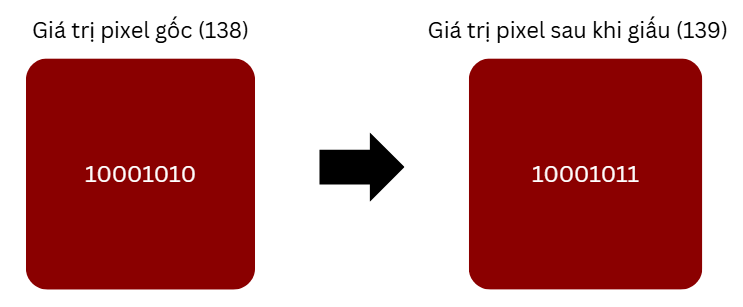 Giá trị pixel gốc (138)
Giá trị pixel sau khi giấu (139)
10001010
10001011